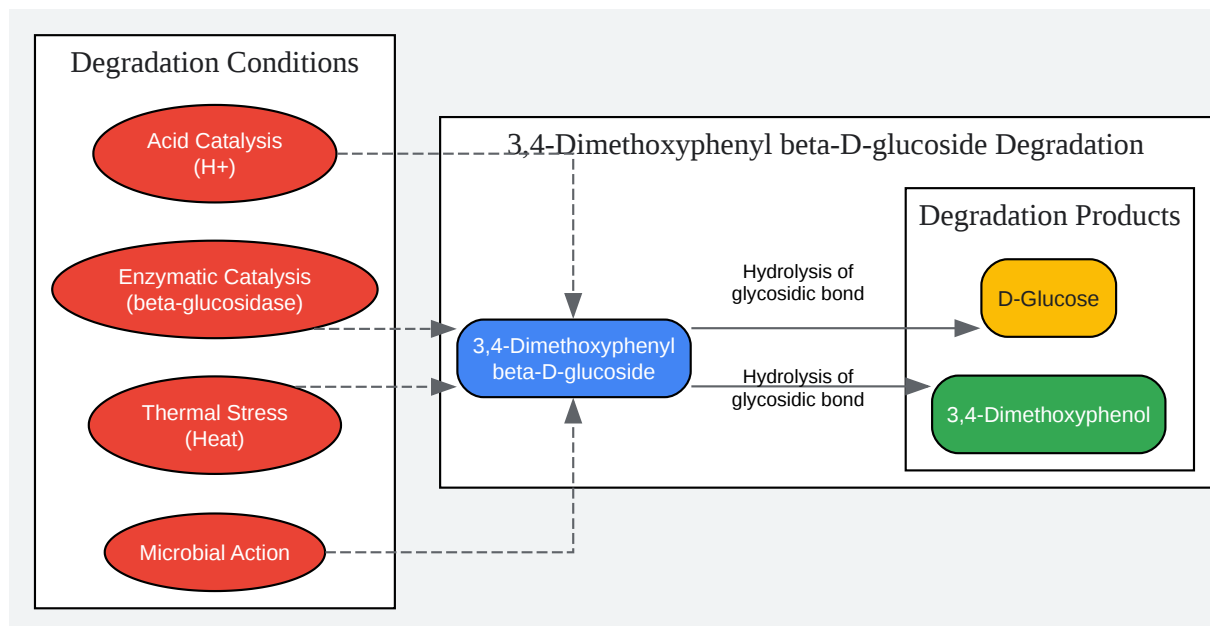 Degradation Conditions
Acid Catalysis
(H+)
Enzymatic Catalysis
(beta-glucosidase)
Thermal Stress
(Heat)
Microbial Action
3,4-Dimethoxyphenyl beta-D-glucoside Degradation
3,4-Dimethoxyphenyl
beta-D-glucoside
Hydrolysis of
glycosidic bond
Hydrolysis of
glycosidic bond
Degradation Products
D-Glucose
3,4-Dimethoxyphenol